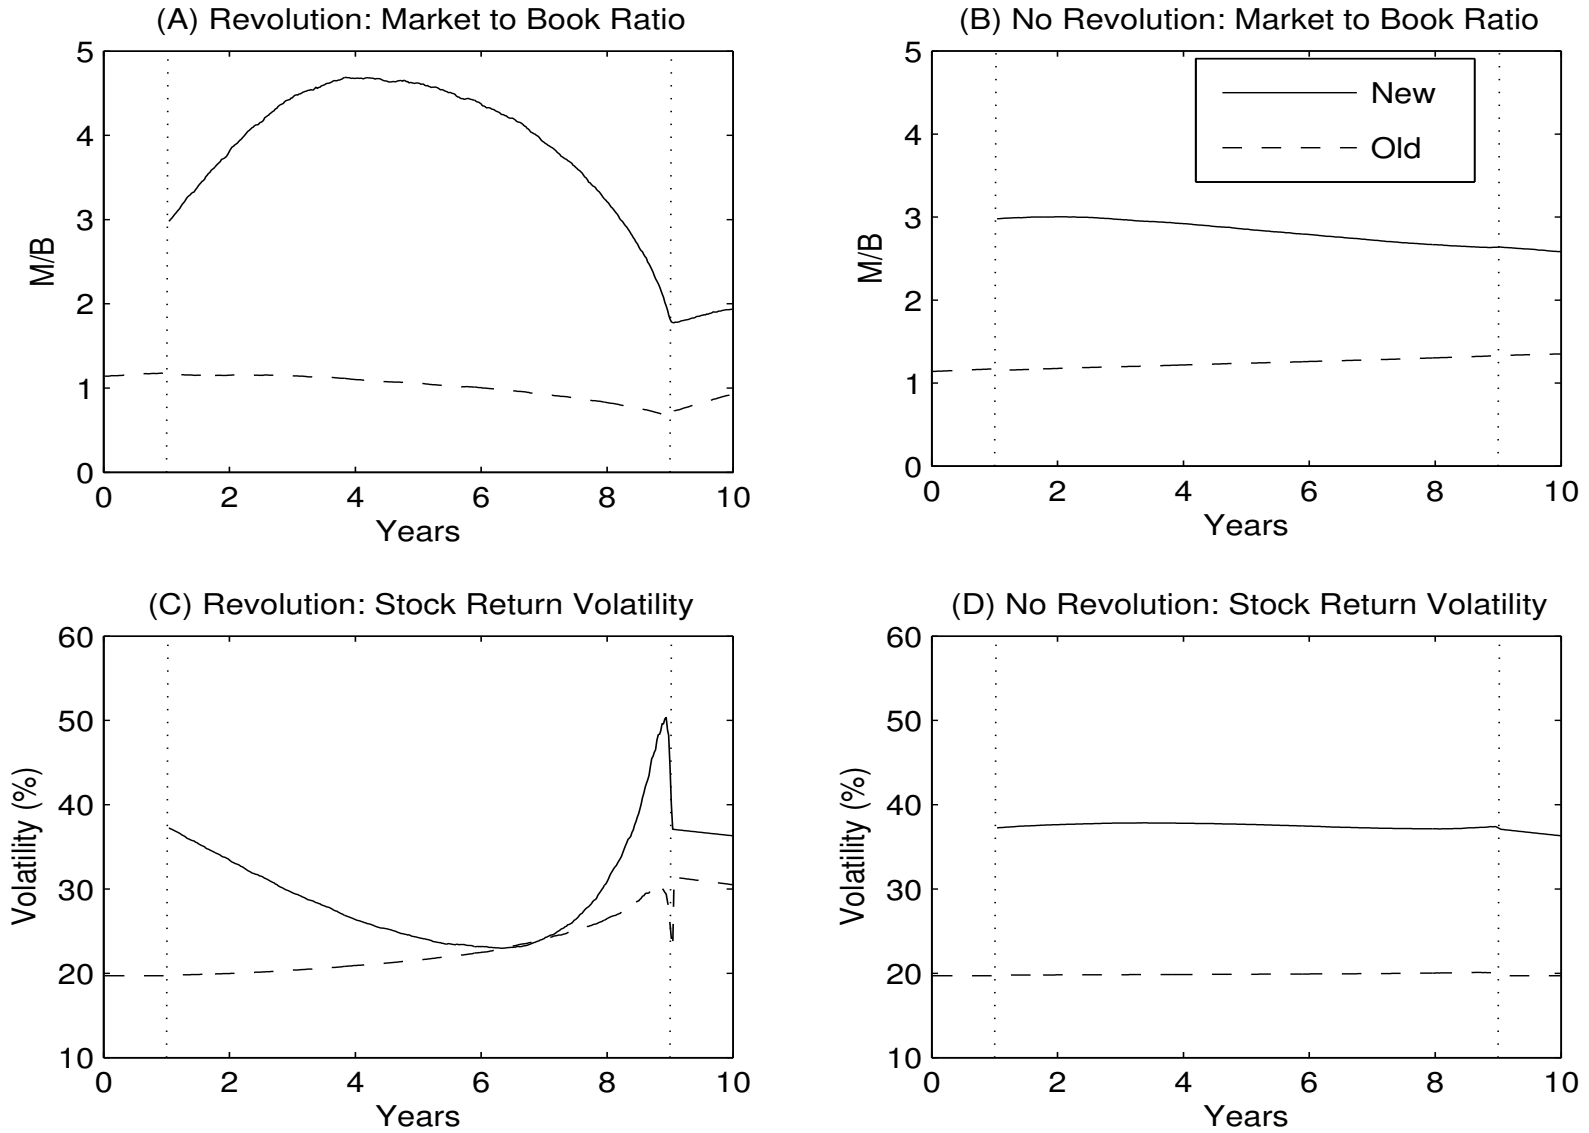 (A) Revolution: Market to Book Ratio
5
4
3
2
1
0
M/B
0 2 4 6 8 10
Years
(B) No Revolution: Market to Book Ratio
5
4
3
2
1
0
M/B
New
Old
0 2 4 6 8 10
Years
(C) Revolution: Stock Return Volatility
60
50
40
30
20
10
Volatility (%)
0 2 4 6 8 10
Years
(D) No Revolution: Stock Return Volatility
60
50
40
30
20
10
Volatility (%)
0 2 4 6 8 10
Years